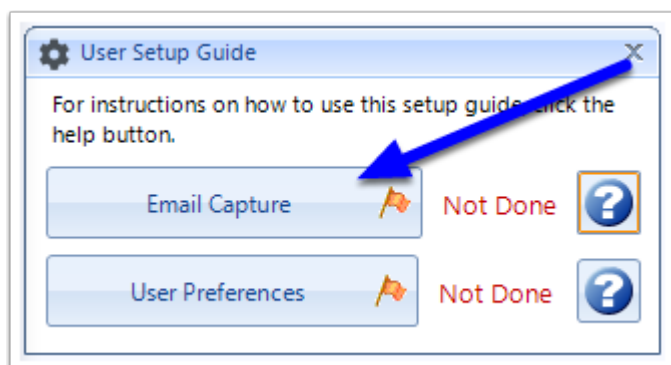 User Setup Guide
For instructions on how to use this setup guide, click the
help button.
Email Capture Not Done ?
User Preferences Not Done ?